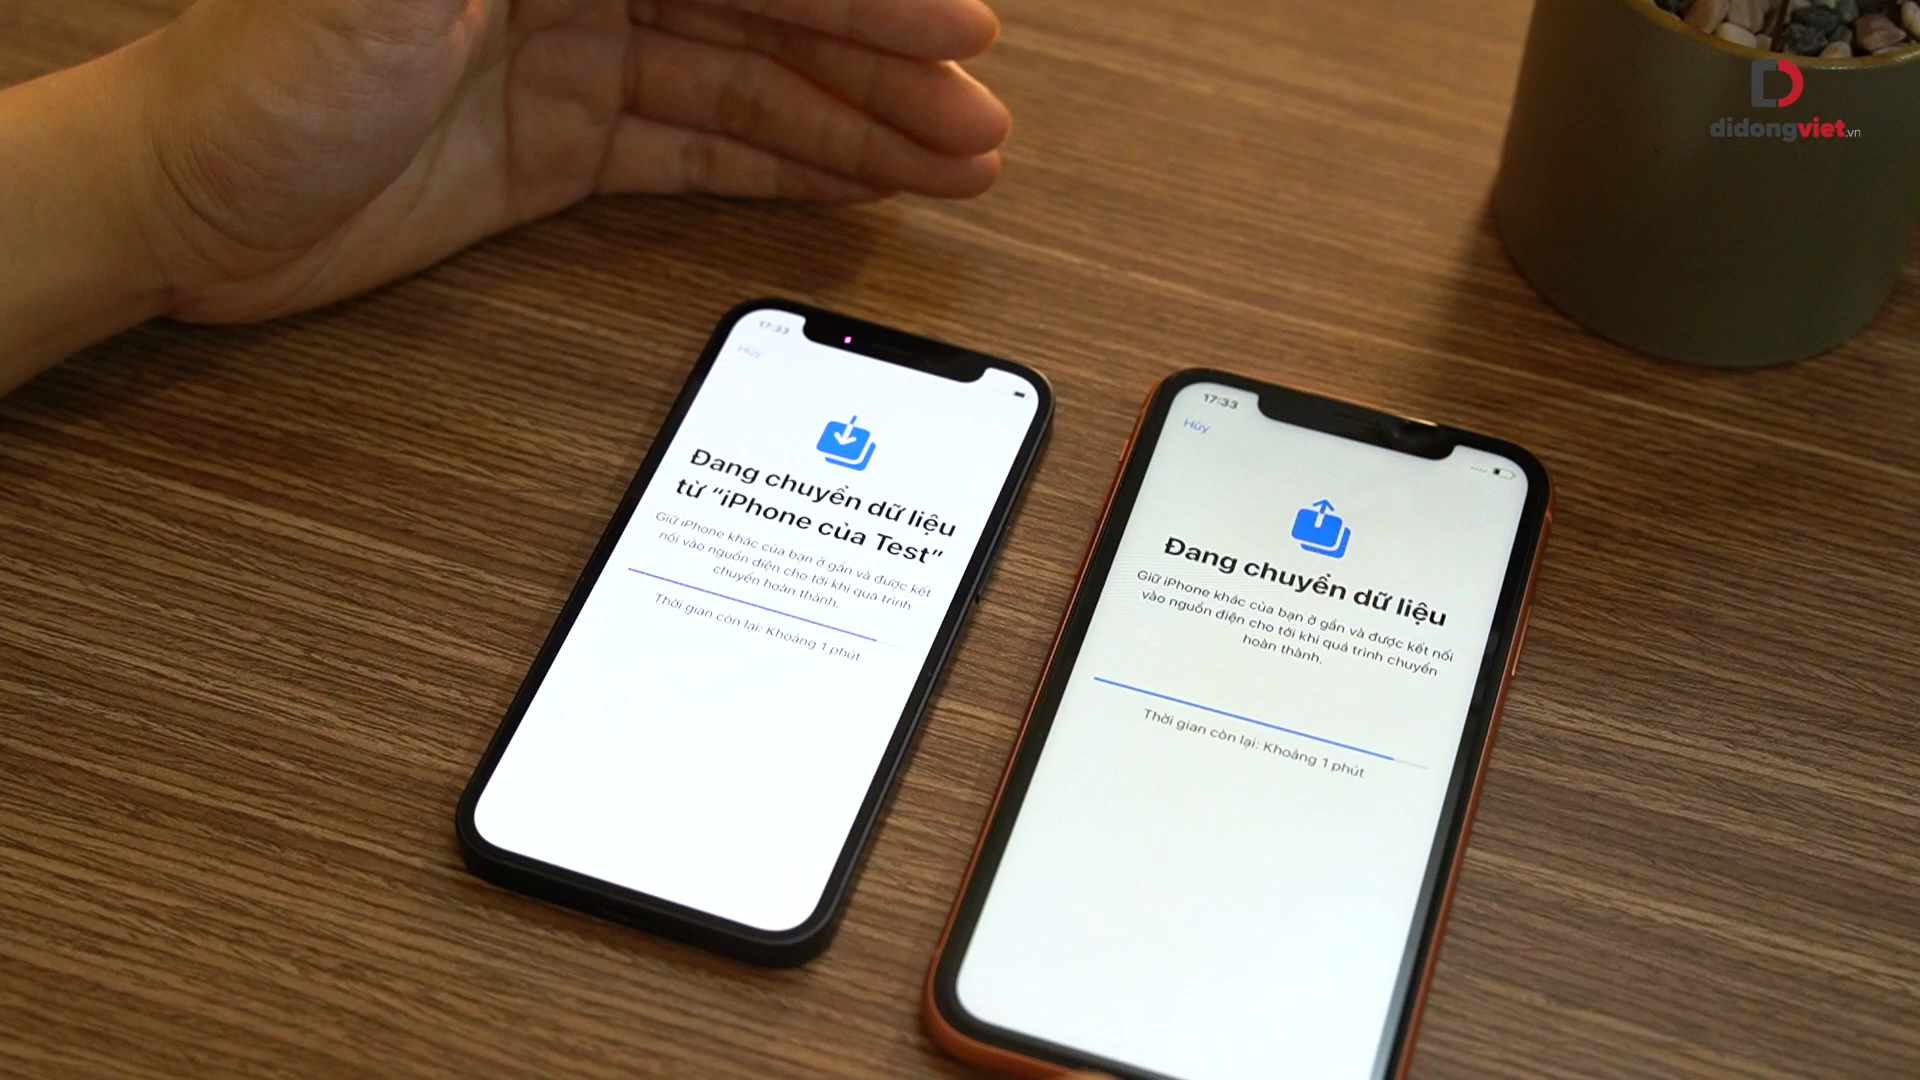 didongviet.vn
17:33
Hủy
Đang chuyển dữ liệu
từ "iPhone của Test"
Giữ iPhone khác của bạn ở gần và được kết
nối vào nguồn điện cho tới khi quá trình
chuyển hoàn thành.
Thời gian còn lại: Khoảng 1 phút
17:33
Hủy
Đang chuyển dữ liệu
Giữ iPhone khác của bạn ở gần và được kết nối
vào nguồn điện cho tới khi quá trình chuyển
hoàn thành.
Thời gian còn lại: Khoảng 1 phút